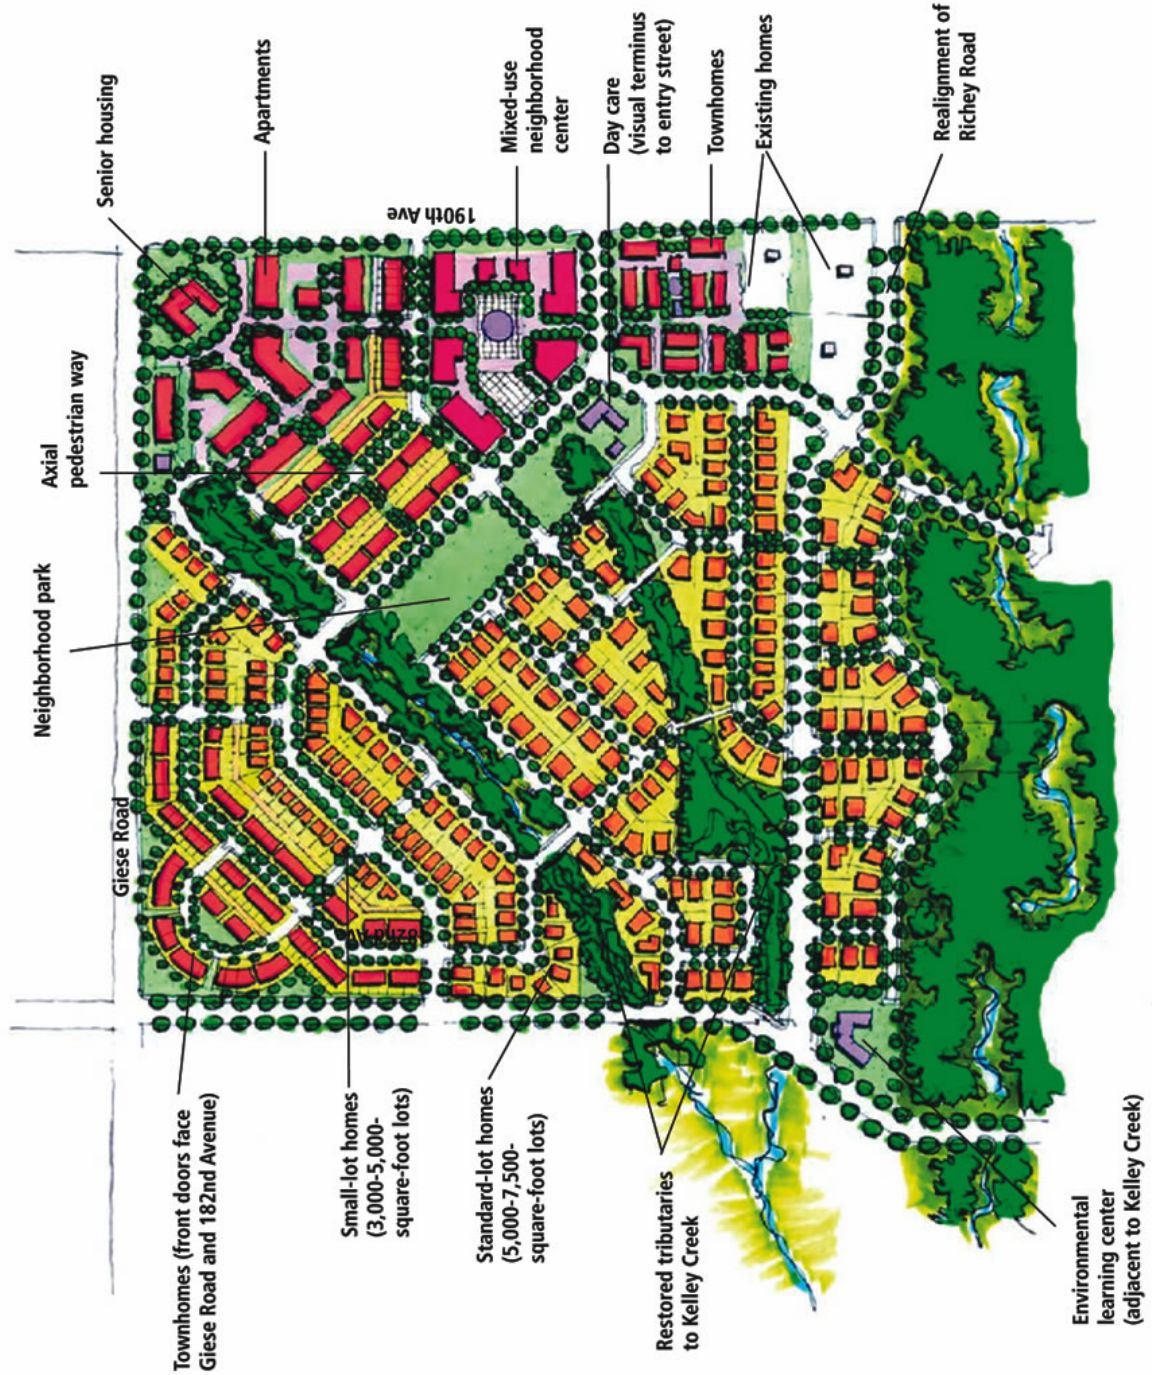 Senior housing
Apartments
Mixed-use
neighborhood
center
Day care
(visual terminus
to entry street)
Townhomes
Existing homes
Realignment of
Richey Road
190th Ave
Axial
pedestrian way
Neighborhood park
Giese Road
182nd Ave
Townhomes (front doors face
Giese Road and 182nd Avenue)
Small-lot homes
(3,000-5,000-
square-foot lots)
Standard-lot homes
(5,000-7,500-
square-foot lots)
Restored tributaries
to Kelley Creek
Environmental
learning center
(adjacent to Kelley Creek)